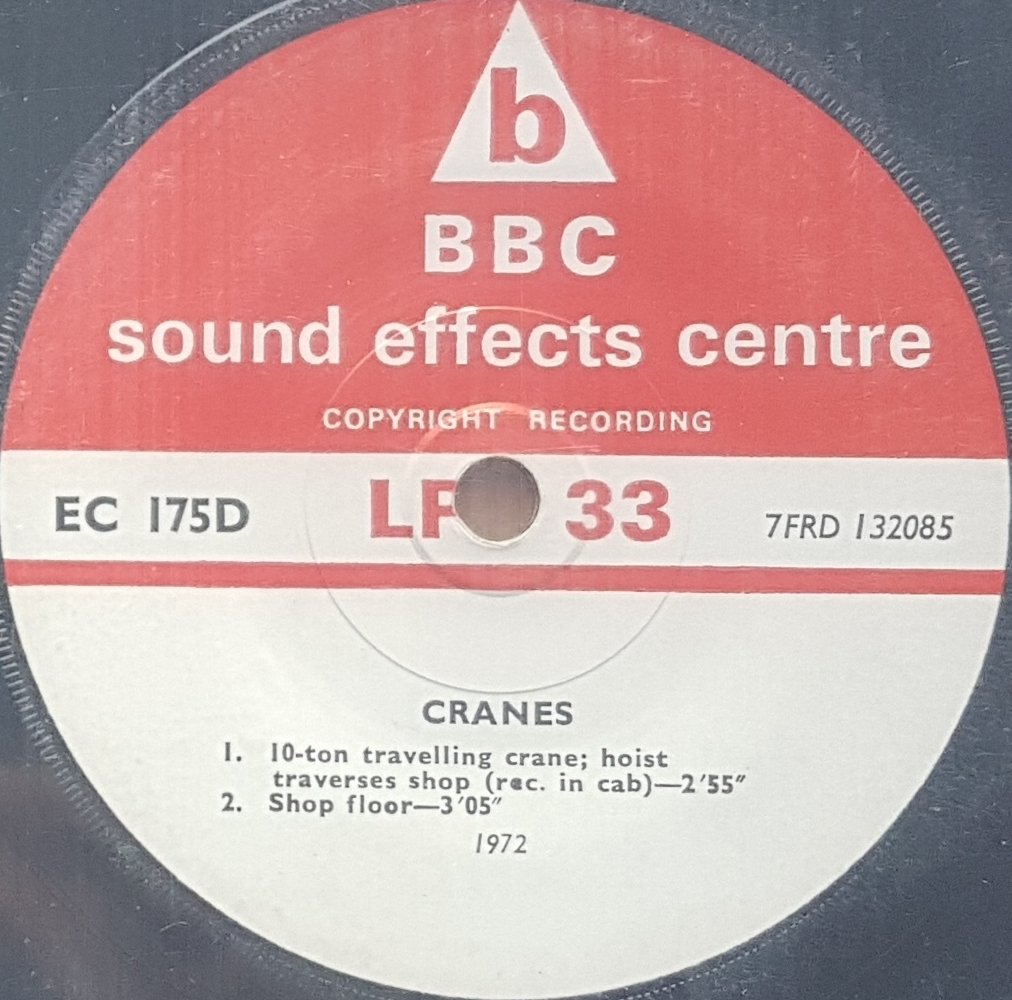 b
BBC
sound effects centre
COPYRIGHT RECORDING
EC 175D LP 33 7FRD 132085
CRANES
1. 10-ton travelling crane; hoist
traverses shop (rec. in cab)—2′55″
2. Shop floor—3′05″
1972